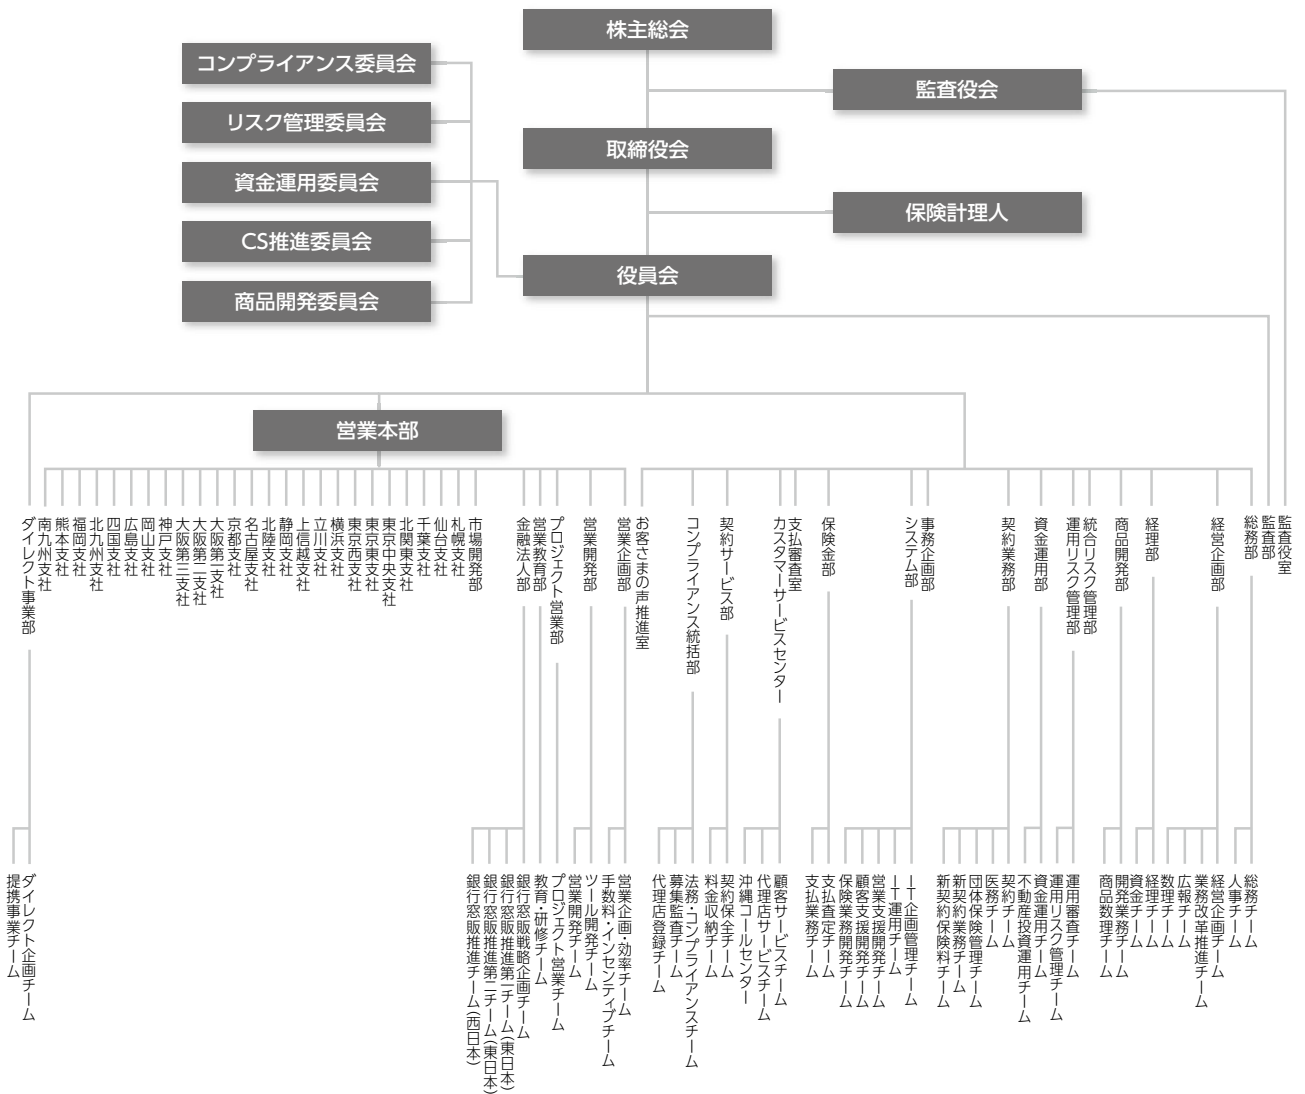 株主総会
コンプライアンス委員会
監査役会
リスク管理委員会
取締役会
資金運用委員会
保険計理人
CS推進委員会
役員会
商品開発委員会
営業本部
監査役室
監査部
総務部
経営企画部
経理部
商品開発部
統合リスク管理部
運用リスク管理部
資金運用部
契約業務部
事務企画部
システム部
保険金部
支払審査室
カスタマーサービスセンター
契約サービス部
コンプライアンス統括部
お客さまの声推進室
営業企画部
営業開発部
プロジェクト営業部
営業教育部
金融法人部
市場開発部
札幌支社
仙台支社
千葉支社
北関東支社
東京中央支社
東京東支社
東京西支社
横浜支社
立川支社
上信越支社
静岡支社
北陸支社
名古屋支社
京都支社
大阪第一支社
大阪第二支社
大阪第三支社
神戸支社
岡山支社
広島支社
四国支社
北九州支社
福岡支社
熊本支社
南九州支社
ダイレクト事業部
総務チーム
人事チーム
経営企画チーム
業務改革推進チーム
広報チーム
数理チーム
経理チーム
資金チーム
開発業務チーム
商品数理チーム
運用審査チーム
運用リスク管理チーム
資金運用チーム
不動産投資運用チーム
契約チーム
医務チーム
団体保険管理チーム
新契約業務チーム
新契約保険料チーム
IT企画管理チーム
IT運用チーム
営業支援開発チーム
顧客支援開発チーム
保険業務開発チーム
支払査定チーム
支払業務チーム
顧客サービスチーム
代理店サービスチーム
沖縄コールセンター
契約保全チーム
料金収納チーム
法務・コンプライアンスチーム
募集監査チーム
代理店登録チーム
営業企画・効率チーム
手数料・インセンティブチーム
ツール開発チーム
営業開発チーム
プロジェクト営業チーム
教育・研修チーム
銀行窓販戦略企画チーム
銀行窓販推進第一チーム(東日本)
銀行窓販推進第二チーム(東日本)
銀行窓販推進チーム(西日本)
ダイレクト企画チーム
提携事業チーム